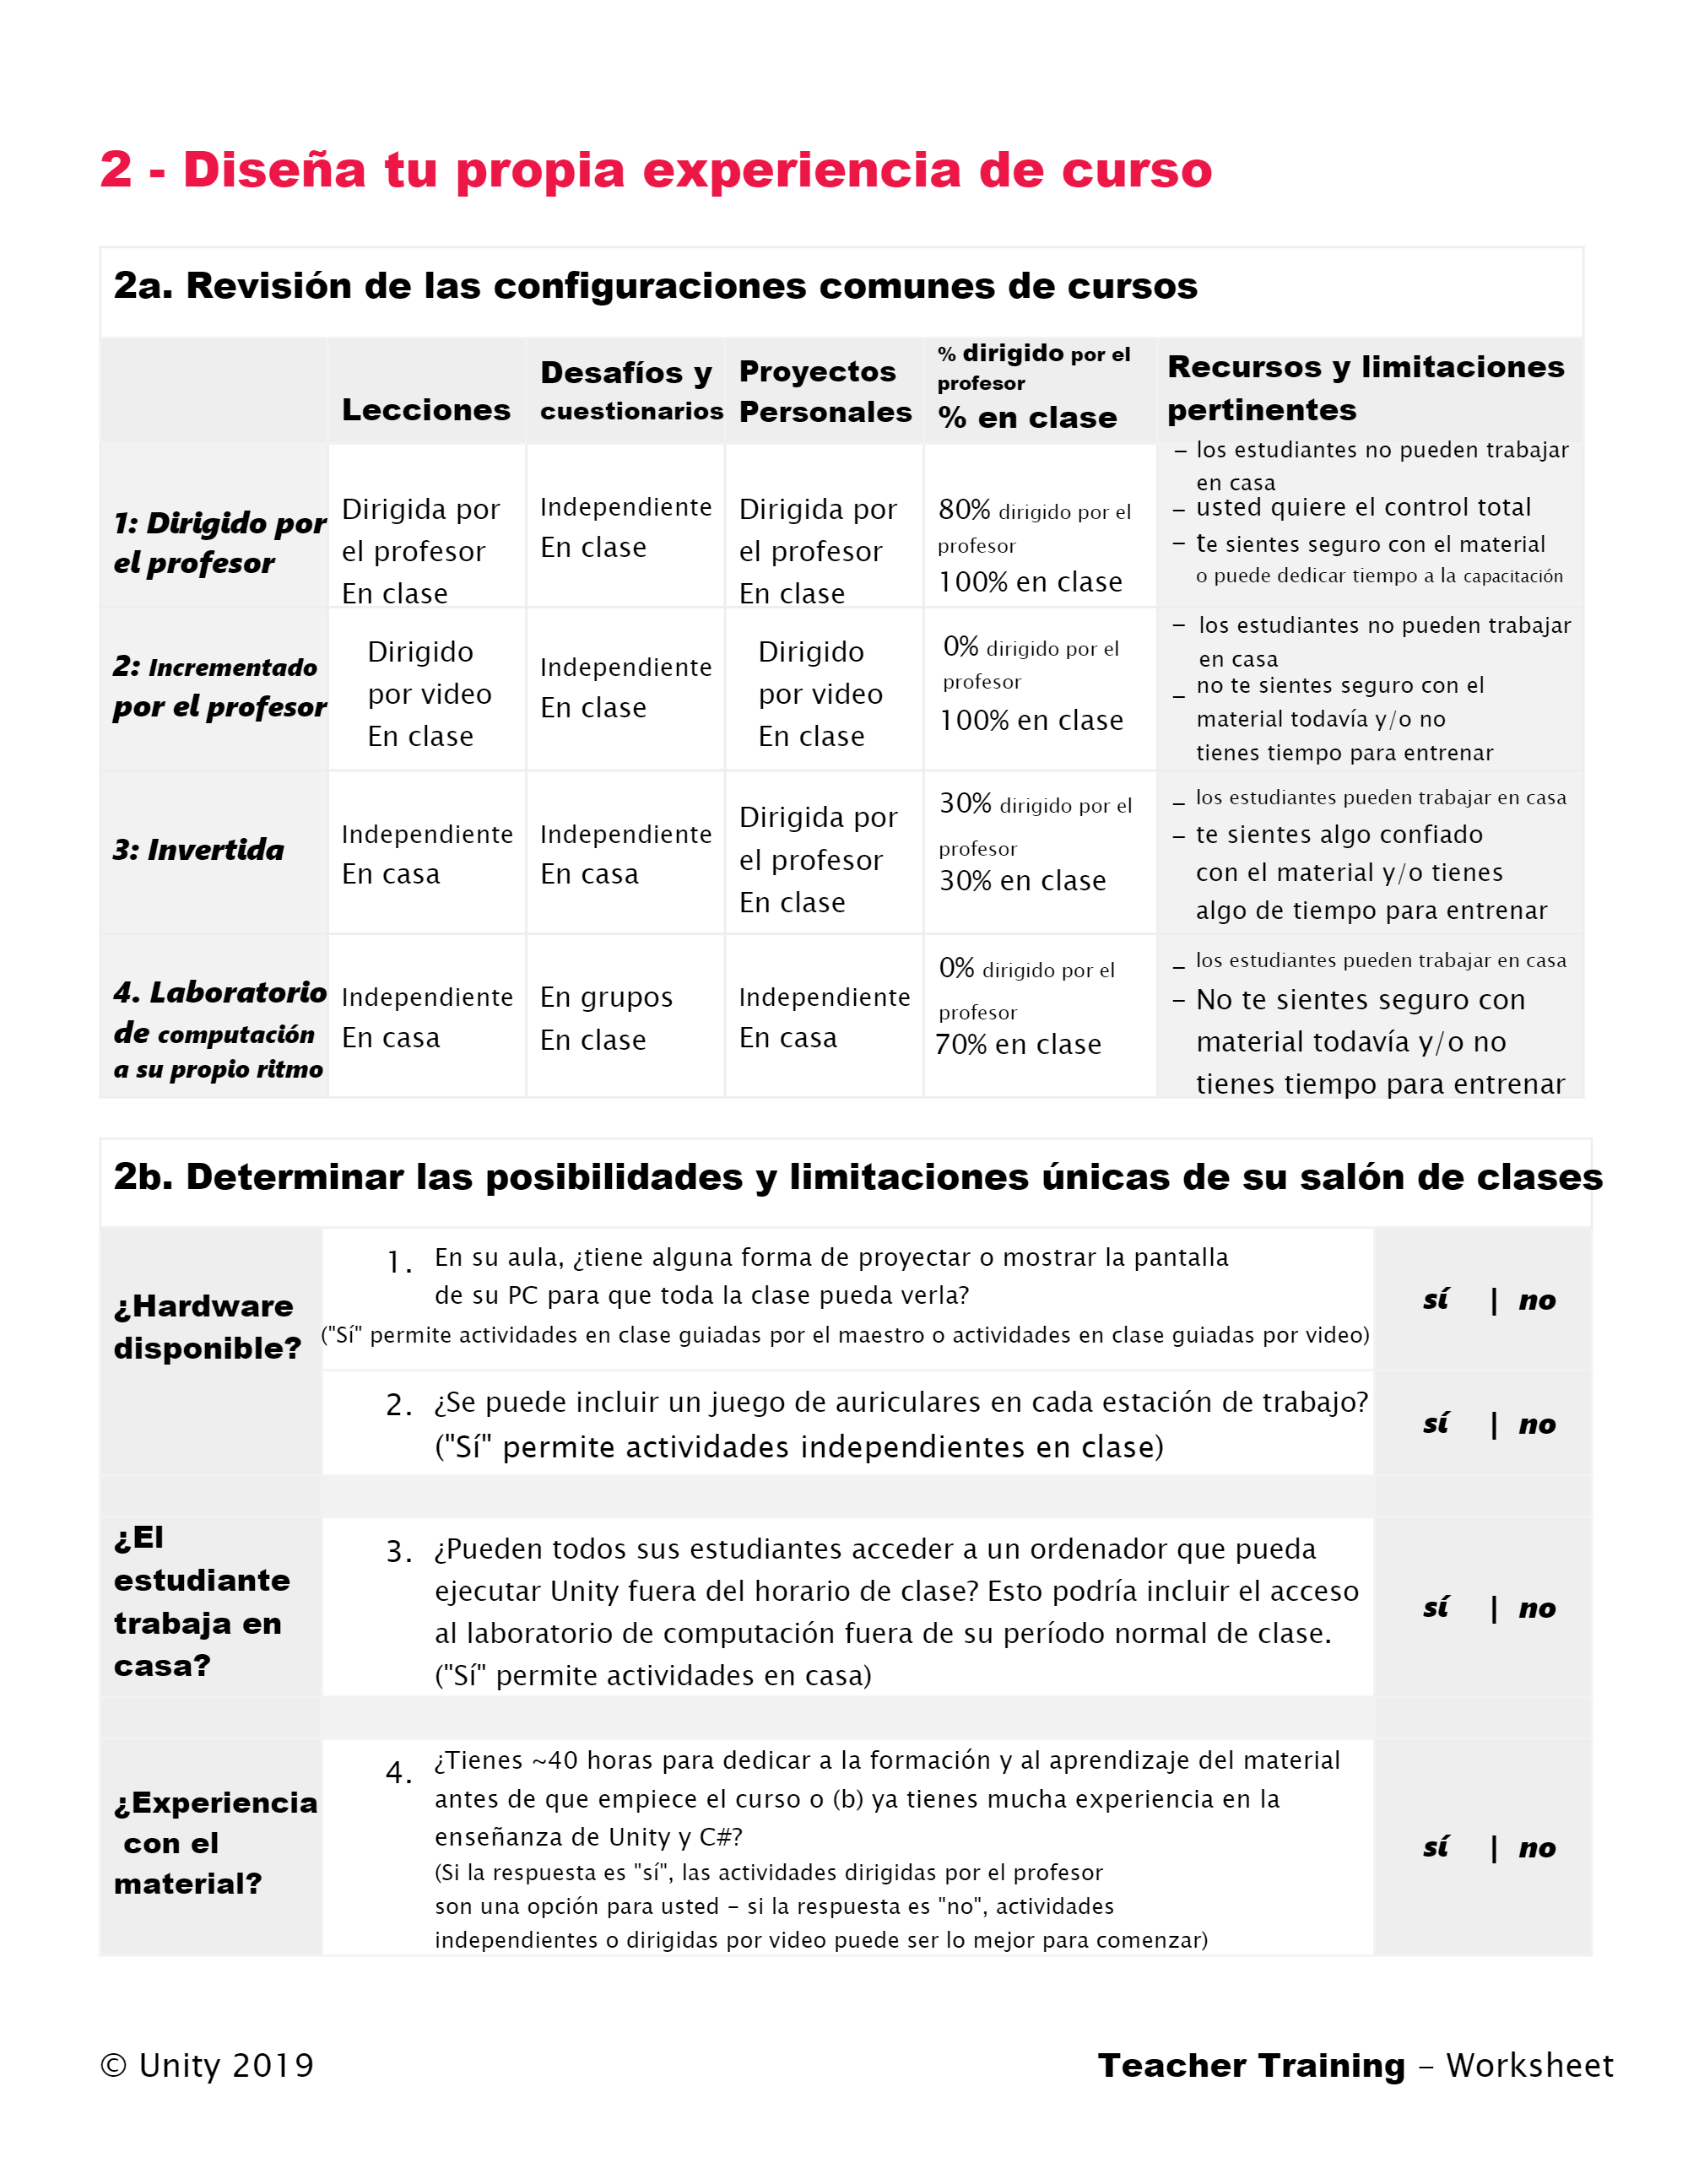 2 - Diseña tu propia experiencia de curso
2a. Revisión de las configuraciones comunes de cursos
Lecciones
Desafíos y
cuestionarios
Proyectos
Personales
% dirigido por el
profesor
% en clase
Recursos y limitaciones
pertinentes
1: Dirigido por
el profesor
Dirigida por
el profesor
En clase
Independiente
En clase
Dirigida por
el profesor
En clase
80% dirigido por el
profesor
100% en clase
– los estudiantes no pueden trabajar
en casa
– usted quiere el control total
– te sientes seguro con el material
o puede dedicar tiempo a la capacitación
2: Incrementado
por el profesor
Dirigido
por video
En clase
Independiente
En clase
Dirigido
por video
En clase
0% dirigido por el
profesor
100% en clase
– los estudiantes no pueden trabajar
en casa
– no te sientes seguro con el
material todavía y/o no
tienes tiempo para entrenar
3: Invertida
Independiente
En casa
Independiente
En casa
Dirigida por
el profesor
En clase
30% dirigido por el
profesor
30% en clase
– los estudiantes pueden trabajar en casa
– te sientes algo confiado
con el material y/o tienes
algo de tiempo para entrenar
4. Laboratorio
de computación
a su propio ritmo
Independiente
En casa
En grupos
En clase
Independiente
En casa
0% dirigido por el
profesor
70% en clase
– los estudiantes pueden trabajar en casa
– No te sientes seguro con
material todavía y/o no
tienes tiempo para entrenar
2b. Determinar las posibilidades y limitaciones únicas de su salón de clases
¿Hardware
disponible?
1. En su aula, ¿tiene alguna forma de proyectar o mostrar la pantalla
de su PC para que toda la clase pueda verla?
("Sí" permite actividades en clase guiadas por el maestro o actividades en clase guiadas por video)
sí | no
2. ¿Se puede incluir un juego de auriculares en cada estación de trabajo?
("Sí" permite actividades independientes en clase)
sí | no
¿El
estudiante
trabaja en
casa?
3. ¿Pueden todos sus estudiantes acceder a un ordenador que pueda
ejecutar Unity fuera del horario de clase? Esto podría incluir el acceso
al laboratorio de computación fuera de su período normal de clase.
("Sí" permite actividades en casa)
sí | no
¿Experiencia
con el
material?
4. ¿Tienes ~40 horas para dedicar a la formación y al aprendizaje del material
antes de que empiece el curso o (b) ya tienes mucha experiencia en la
enseñanza de Unity y C#?
(Si la respuesta es "sí", las actividades dirigidas por el profesor
son una opción para usted – si la respuesta es "no", actividades
independientes o dirigidas por video puede ser lo mejor para comenzar)
sí | no
© Unity 2019
Teacher Training – Worksheet